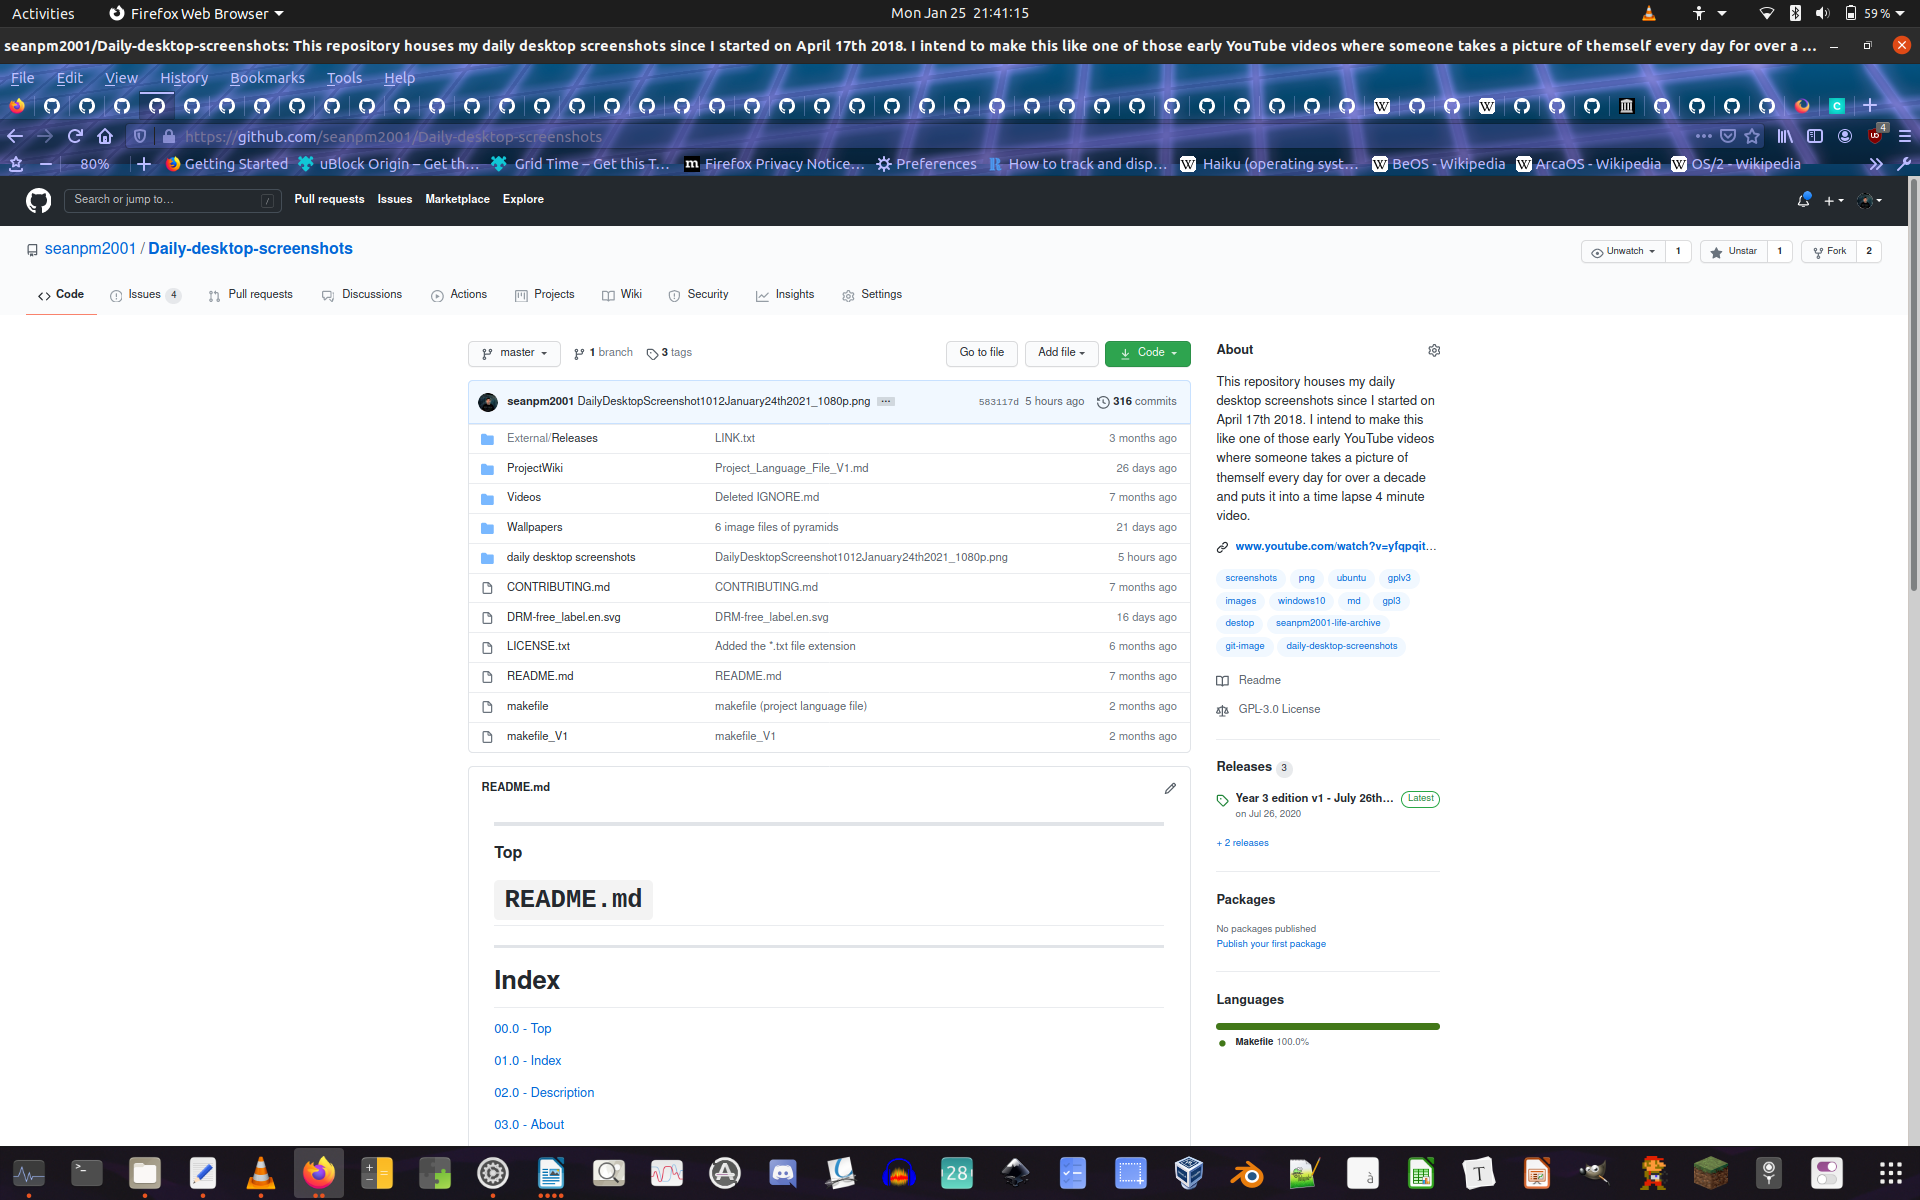 Activities Firefox Web Browser Mon Jan 25 21:41:15 59 %
seanpm2001/Daily-desktop-screenshots: This repository houses my daily desktop screenshots since I started on April 17th 2018. I intend to make this like one of those early YouTube videos where someone takes a picture of themself every day for over a ...
File Edit View History Bookmarks Tools Help
https://github.com/seanpm2001/Daily-desktop-screenshots 4
80% Getting Started uBlock Origin – Get th… Grid Time – Get this T… Firefox Privacy Notice… Preferences How to track and disp… Haiku (operating syst… BeOS - Wikipedia ArcaOS - Wikipedia OS/2 - Wikipedia
Search or jump to… / Pull requests Issues Marketplace Explore
seanpm2001 / Daily-desktop-screenshots Unwatch 1 Unstar 1 Fork 2
Code Issues 4 Pull requests Discussions Actions Projects Wiki Security Insights Settings
master 1 branch 3 tags Go to file Add file Code
seanpm2001 DailyDesktopScreenshot1012January24th2021_1080p.png ... 583117d 5 hours ago 316 commits
External/Releases LINK.txt 3 months ago
ProjectWiki Project_Language_File_V1.md 26 days ago
Videos Deleted IGNORE.md 7 months ago
Wallpapers 6 image files of pyramids 21 days ago
daily desktop screenshots DailyDesktopScreenshot1012January24th2021_1080p.png 5 hours ago
CONTRIBUTING.md CONTRIBUTING.md 7 months ago
DRM-free_label.en.svg DRM-free_label.en.svg 16 days ago
LICENSE.txt Added the *.txt file extension 6 months ago
README.md README.md 7 months ago
makefile makefile (project language file) 2 months ago
makefile_V1 makefile_V1 2 months ago
README.md
Top
README.md
Index
00.0 - Top
01.0 - Index
02.0 - Description
03.0 - About
About
This repository houses my daily
desktop screenshots since I started on
April 17th 2018. I intend to make this
like one of those early YouTube videos
where someone takes a picture of
themself every day for over a decade
and puts it into a time lapse 4 minute
video.
www.youtube.com/watch?v=yfqpqit...
screenshots png ubuntu gplv3
images windows10 md gpl3
destop seanpm2001-life-archive
git-image daily-desktop-screenshots
Readme
GPL-3.0 License
Releases 3
Year 3 edition v1 - July 26th... Latest
on Jul 26, 2020
+ 2 releases
Packages
No packages published
Publish your first package
Languages
Makefile 100.0%
28